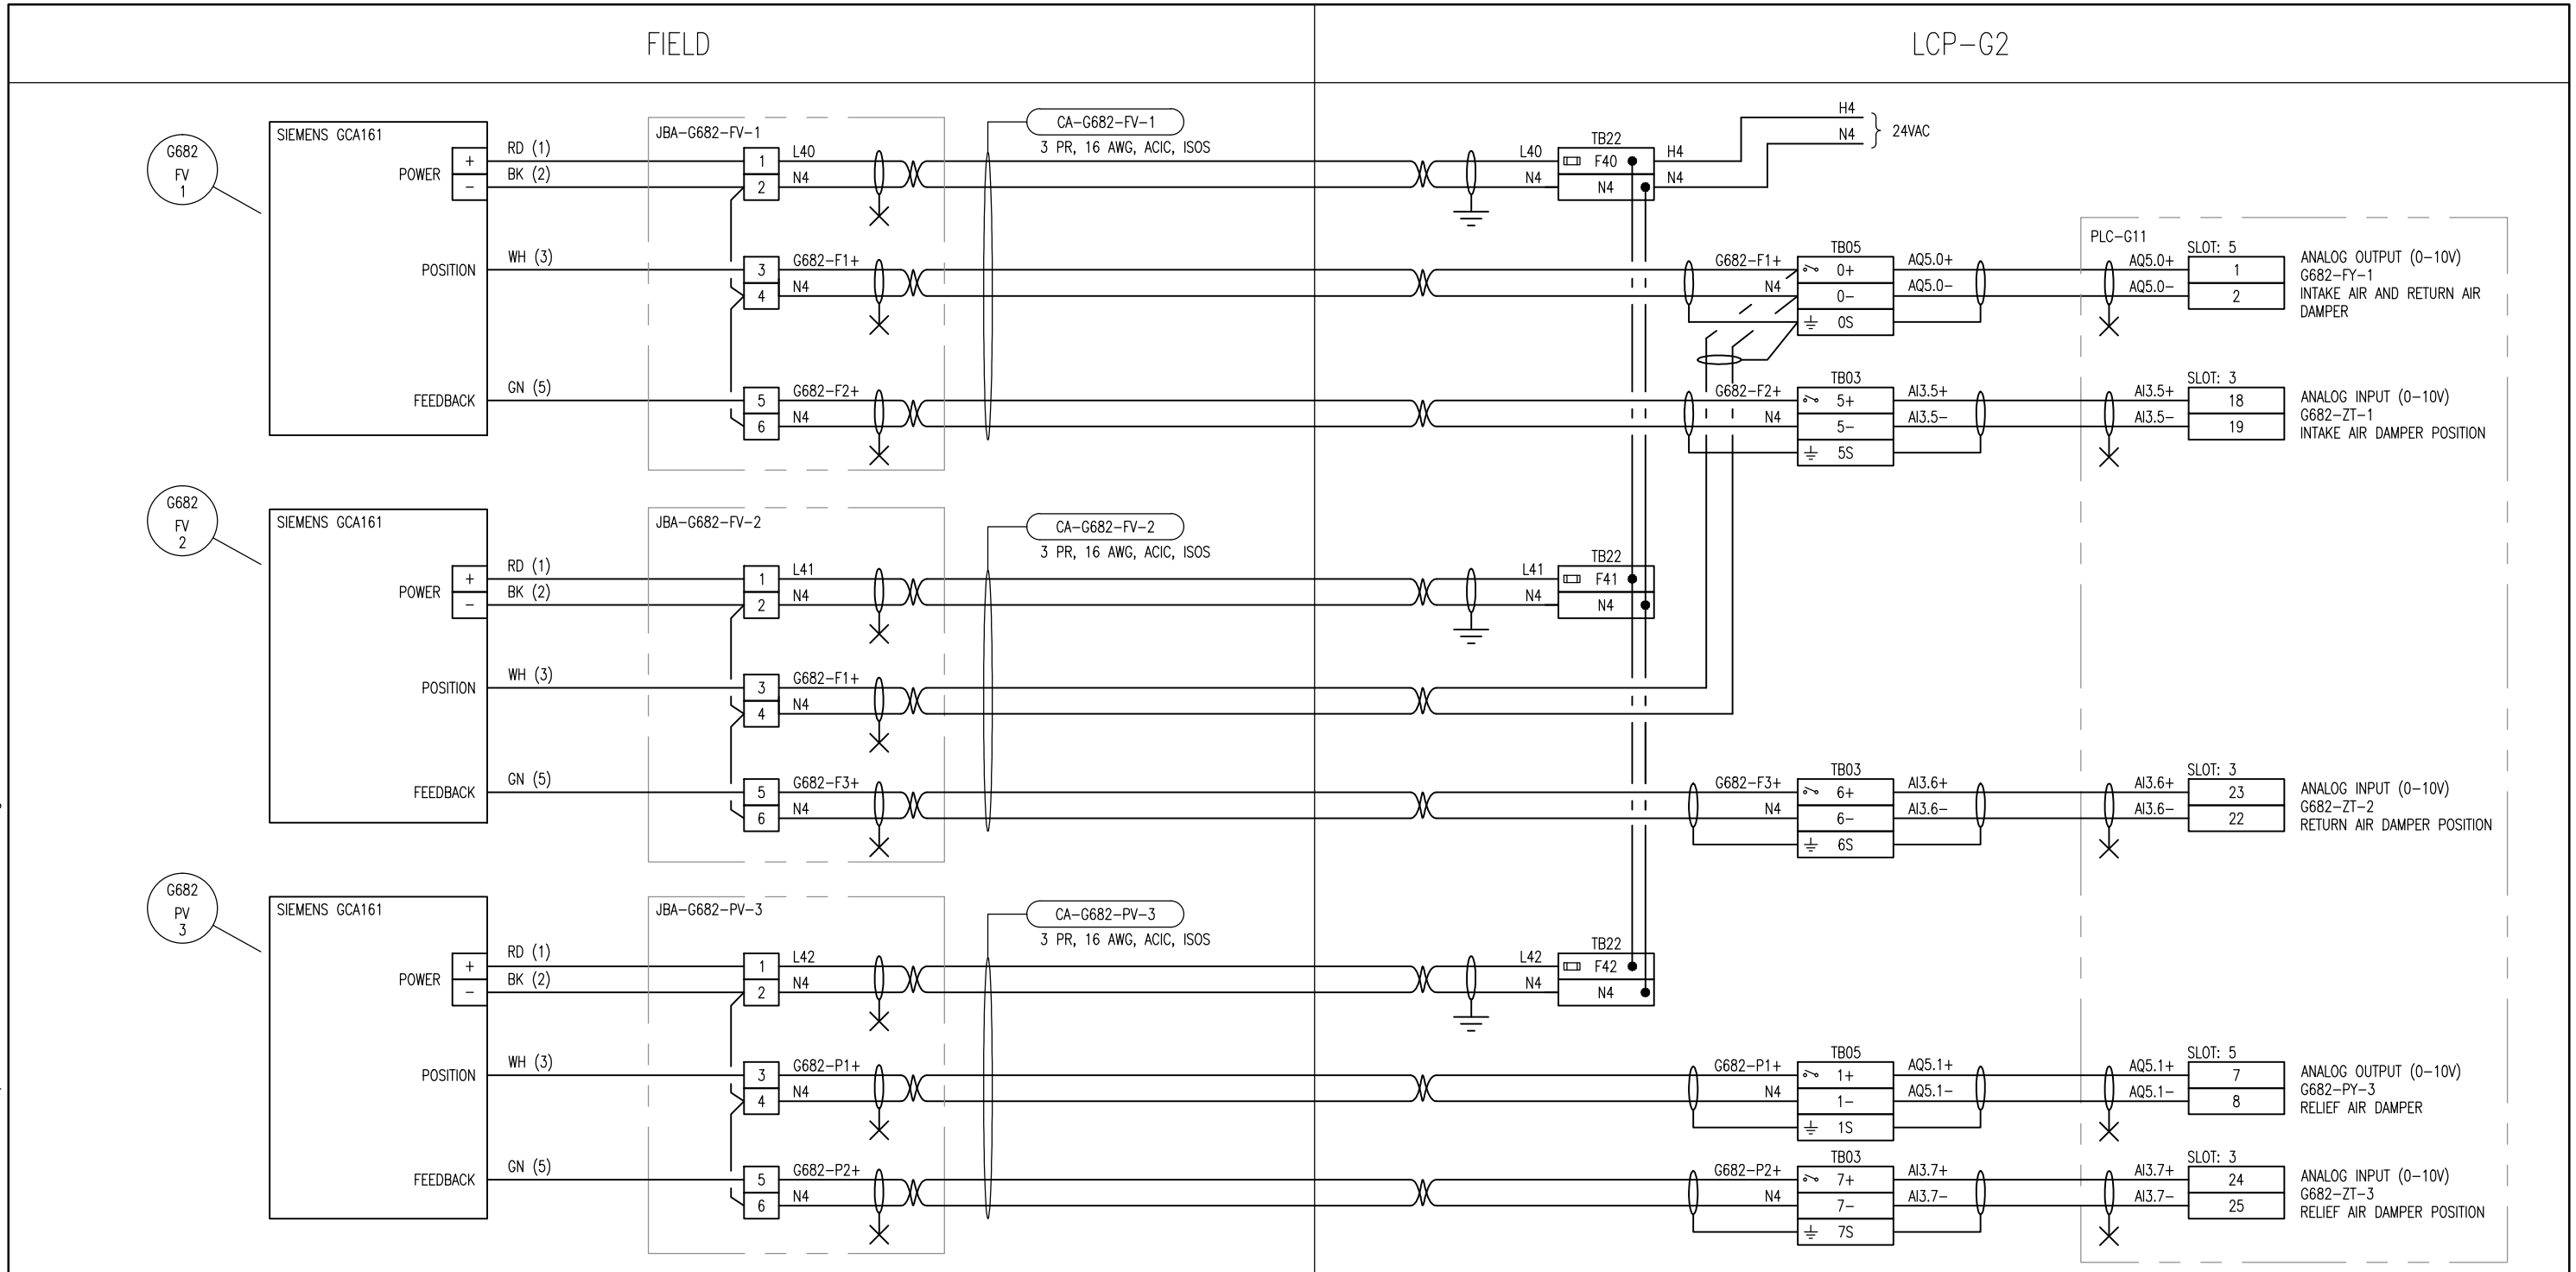 FIELD
LCP-G2
G682
FV
1
SIEMENS GCA161
POWER
+
-
RD (1)
BK (2)
POSITION
WH (3)
FEEDBACK
GN (5)
JBA-G682-FV-1
1
L40
2
N4
3
G682-F1+
4
N4
5
G682-F2+
6
N4
CA-G682-FV-1
3 PR, 16 AWG, ACIC, ISOS
TB22
L40
F40
H4
N4
N4
N4
H4
N4
24VAC
TB05
G682-F1+
0+
AQ5.0+
N4
0-
AQ5.0-
0S
TB03
G682-F2+
5+
AI3.5+
N4
5-
AI3.5-
5S
PLC-G11
SLOT: 5
AQ5.0+
1
AQ5.0-
2
ANALOG OUTPUT (0-10V)
G682-FY-1
INTAKE AIR AND RETURN AIR
DAMPER
SLOT: 3
AI3.5+
18
AI3.5-
19
ANALOG INPUT (0-10V)
G682-ZT-1
INTAKE AIR DAMPER POSITION
G682
FV
2
SIEMENS GCA161
POWER
+
-
RD (1)
BK (2)
POSITION
WH (3)
FEEDBACK
GN (5)
JBA-G682-FV-2
1
L41
2
N4
3
G682-F1+
4
N4
5
G682-F3+
6
N4
CA-G682-FV-2
3 PR, 16 AWG, ACIC, ISOS
TB22
L41
F41
N4
N4
TB03
G682-F3+
6+
AI3.6+
N4
6-
AI3.6-
6S
SLOT: 3
AI3.6+
23
AI3.6-
22
ANALOG INPUT (0-10V)
G682-ZT-2
RETURN AIR DAMPER POSITION
G682
PV
3
SIEMENS GCA161
POWER
+
-
RD (1)
BK (2)
POSITION
WH (3)
FEEDBACK
GN (5)
JBA-G682-PV-3
1
L42
2
N4
3
G682-P1+
4
N4
5
G682-P2+
6
N4
CA-G682-PV-3
3 PR, 16 AWG, ACIC, ISOS
TB22
L42
F42
N4
N4
TB05
G682-P1+
1+
AQ5.1+
N4
1-
AQ5.1-
1S
SLOT: 5
AQ5.1+
7
AQ5.1-
8
ANALOG OUTPUT (0-10V)
G682-PY-3
RELIEF AIR DAMPER
TB03
G682-P2+
7+
AI3.7+
N4
7-
AI3.7-
7S
SLOT: 3
AI3.7+
24
AI3.7-
25
ANALOG INPUT (0-10V)
G682-ZT-3
RELIEF AIR DAMPER POSITION